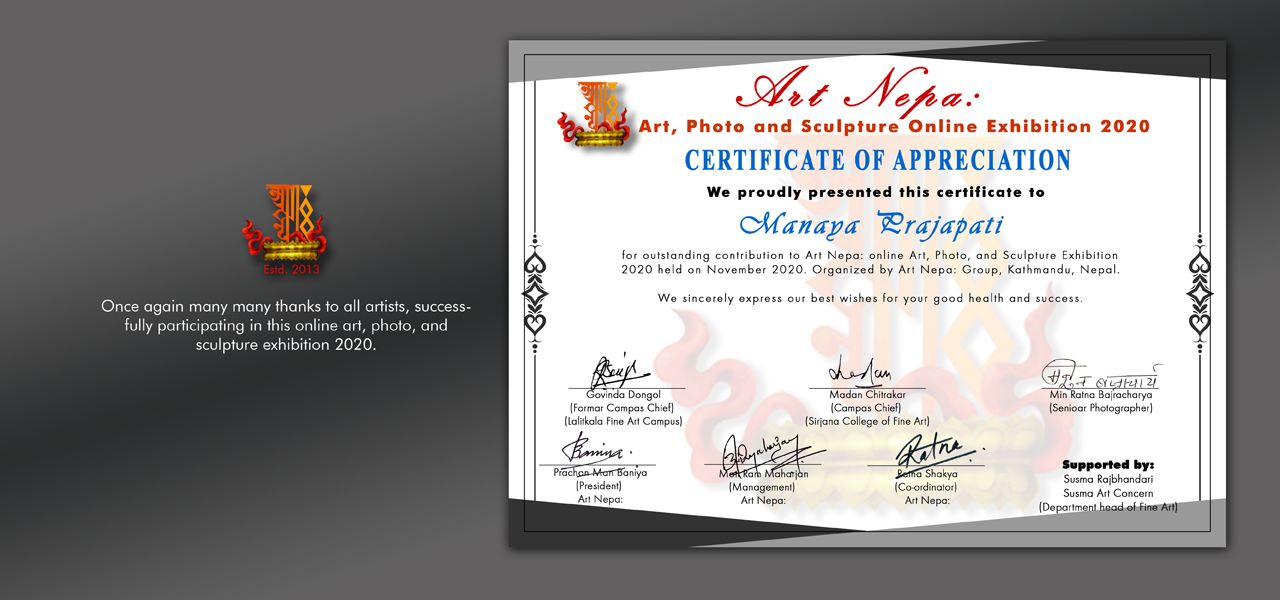 Estd. 2013
Once again many many thanks to all artists, success-
fully participating in this online art, photo, and
sculpture exhibition 2020.
Art Nepa:
Art, Photo and Sculpture Online Exhibition 2020
CERTIFICATE OF APPRECIATION
We proudly presented this certificate to
Manaya Prajapati
for outstanding contribution to Art Nepa: online Art, Photo, and Sculpture Exhibition
2020 held on November 2020. Organized by Art Nepa: Group, Kathmandu, Nepal.
We sincerely express our best wishes for your good health and success.
Govinda Dongol
(Formar Campas Chief)
(Lalitkala Fine Art Campus)
Madan Chitrakar
(Campas Chief)
(Sirjana College of Fine Art)
Min Ratna Bajracharya
(Senioar Photographer)
Prachan Man Baniya
(President)
Art Nepa:
Ram Maharjan
(Management)
Art Nepa:
Ratna
Shakya
(Co-ordinator)
Art Nepa:
Supported by:
Susma Rajbhandari
Susma Art Concern
(Department head of Fine Art)